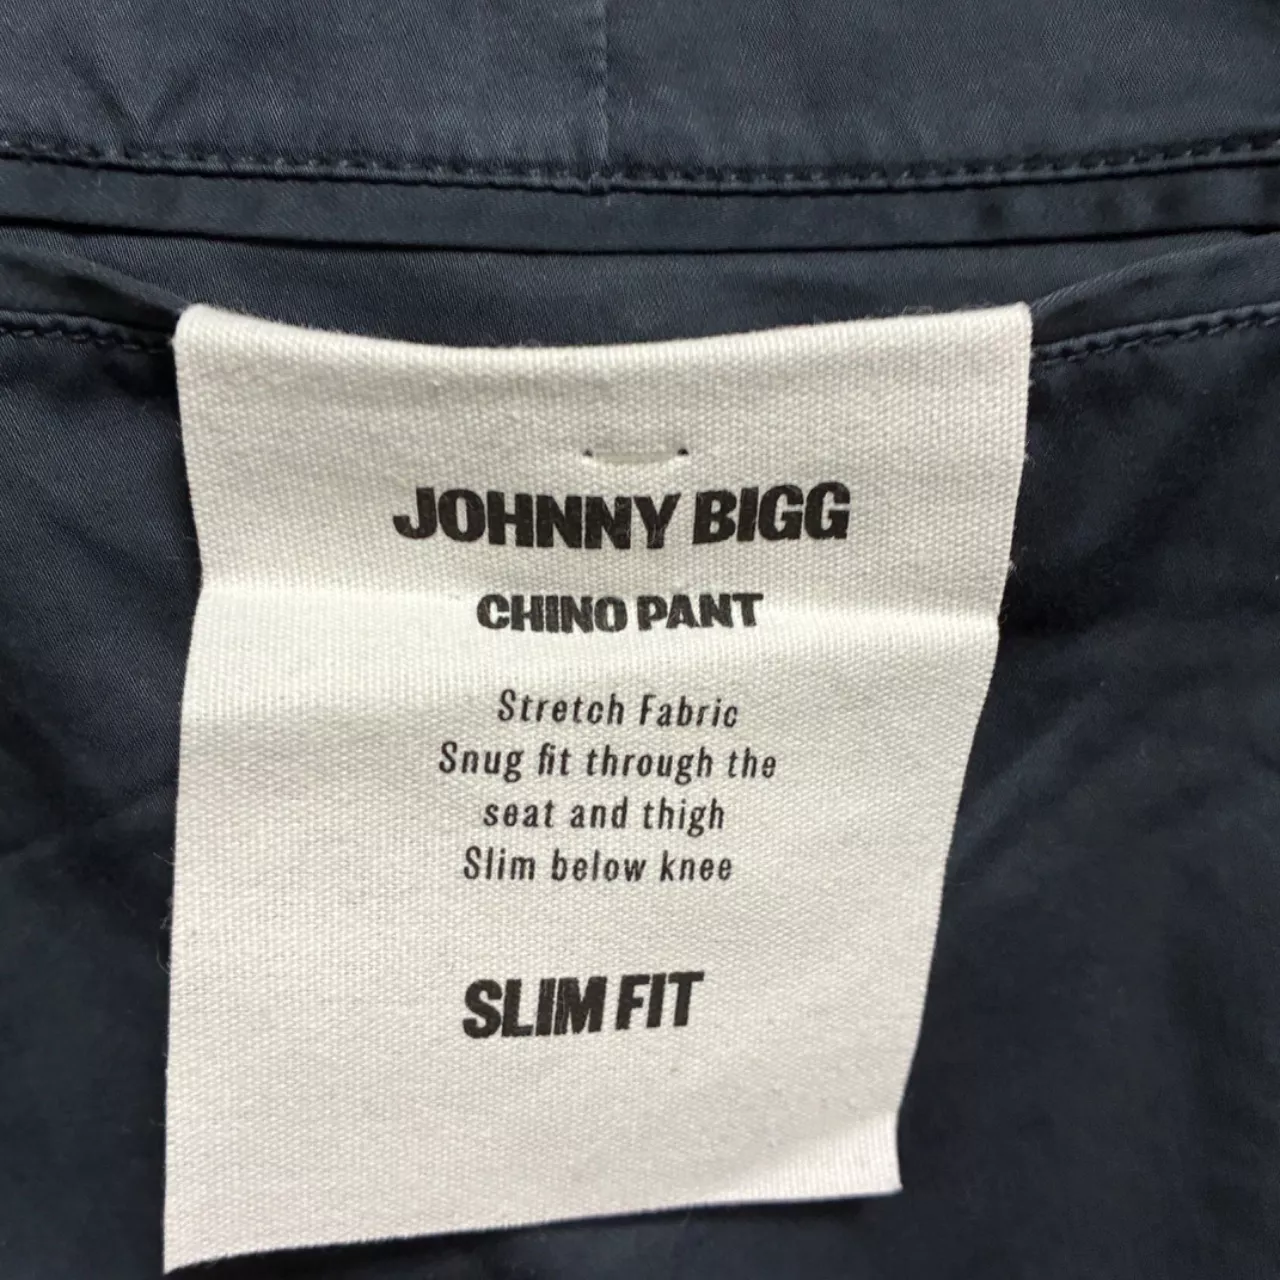 JOHNNY BIGG
CHINO PANT
Stretch Fabric
Snug fit through the
seat and thigh
Slim below knee
SLIM FIT